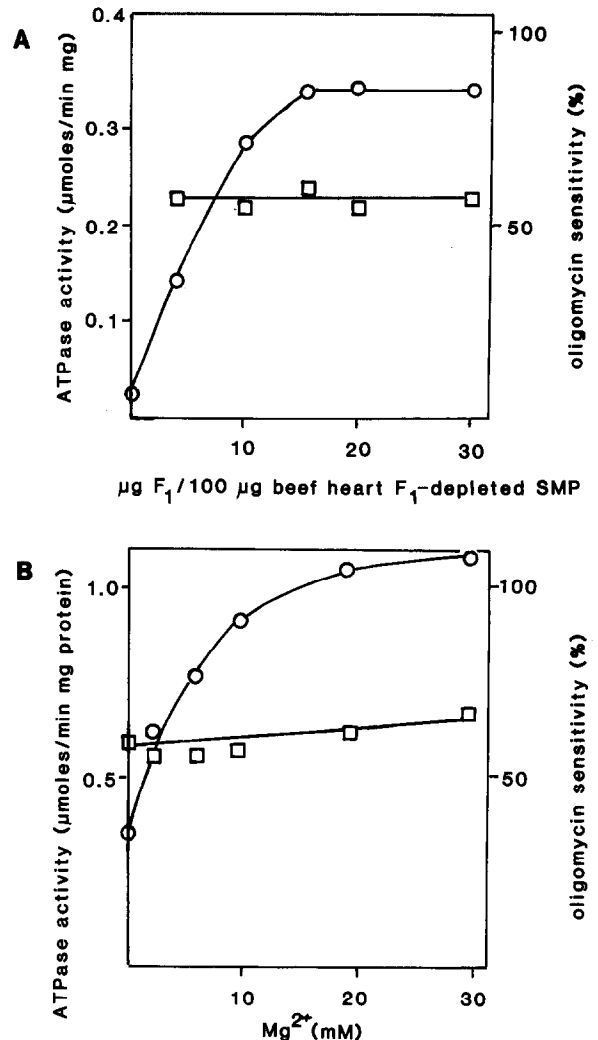 A
ATPase activity (µmoles/min mg)
0.4
0.3
0.2
0.1
100
50
oligomycin sensitivity (%)
10 20 30
µg F1/100 µg beef heart F1-depleted SMP
B
ATPase activity (µmoles/min mg protein)
1.0
0.5
100
50
oligomycin sensitivity (%)
10 20 30
Mg2+(mM)